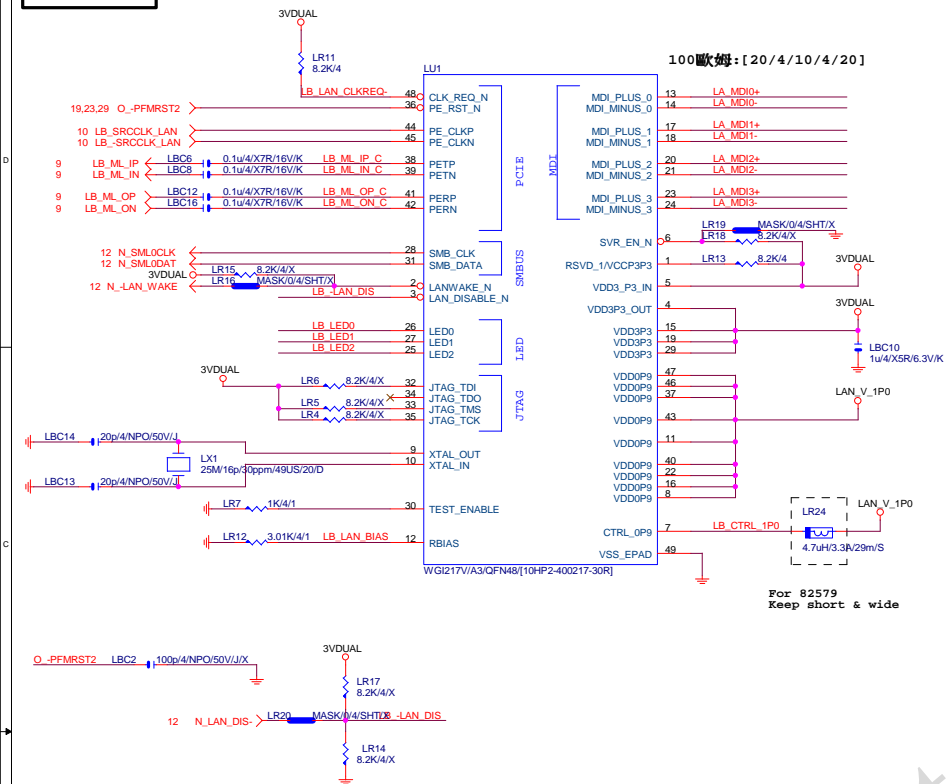 3VDUAL
LR11
8.2K/4
100歐姆:[20/4/10/4/20]
LU1
LB_LAN_CLKREQ- 48 CLK_REQ_N MDI_PLUS_0 13 LA_MDI0+
19,23,29 O_-PFMRST2 36 PE_RST_N MDI_MINUS_0 14 LA_MDI0-
10 LB_SRCCLK_LAN 44 PE_CLKP MDI_PLUS_1 17 LA_MDI1+
10 LB_-SRCCLK_LAN 45 PE_CLKN MDI_MINUS_1 18 LA_MDI1-
9 LB_ML_IP LBC6 0.1u/4/X7R/16V/K LB_ML_IP_C 38 PETP MDI_PLUS_2 20 LA_MDI2+
9 LB_ML_IN LBC8 0.1u/4/X7R/16V/K LB_ML_IN_C 39 PETN MDI_MINUS_2 21 LA_MDI2-
9 LB_ML_OP LBC12 0.1u/4/X7R/16V/K LB_ML_OP_C 41 PERP MDI_PLUS_3 23 LA_MDI3+
9 LB_ML_ON LBC16 0.1u/4/X7R/16V/K LB_ML_ON_C 42 PERN MDI_MINUS_3 24 LA_MDI3-
PCIE
MDI
D
LR19 MASK/0/4/SHT/X
SVR_EN_N 6 LR18 8.2K/4/X
12 N_SML0CLK 28 SMB_CLK
12 N_SML0DAT 31 SMB_DATA RSVD_1/VCCP3P3 1 LR13 8.2K/4 3VDUAL
SMBUS
3VDUAL LR15 8.2K/4/X
12 N_-LAN_WAKE LR16 MASK/0/4/SHT/X 2 LANWAKE_N VDD3_P3_IN 5
LB_-LAN_DIS 3 LAN_DISABLE_N
VDD3P3_OUT 4 3VDUAL
LB_LED0 26 LED0 VDD3P3 15
LB_LED1 27 LED1 VDD3P3 19
LB_LED2 25 LED2 VDD3P3 29
LED
LBC10
1u/4/X5R/6.3V/K
3VDUAL
LR6 8.2K/4/X 32 JTAG_TDI VDD0P9 47
34 JTAG_TDO VDD0P9 46
LR5 8.2K/4/X 33 JTAG_TMS VDD0P9 37
LR4 8.2K/4/X 35 JTAG_TCK VDD0P9 43 LAN_V_1P0
JTAG
LBC14 20p/4/NPO/50V/J VDD0P9 11
9 XTAL_OUT
LX1
25M/16p/30ppm/49US/20/D 10 XTAL_IN VDD0P9 40
VDD0P9 22
LBC13 20p/4/NPO/50V/J VDD0P9 16
VDD0P9 8
LR7 1K/4/1 30 TEST_ENABLE
LR24 LAN_V_1P0
CTRL_0P9 7 LB_CTRL_1P0
4.7uH/3.3A/29m/S
C
LR12 3.01K/4/1 LB_LAN_BIAS 12 RBIAS
VSS_EPAD 49
WGI217V/A3/QFN48/[10HP2-400217-30R]
For 82579
Keep short & wide
O_-PFMRST2 LBC2 100p/4/NPO/50V/J/X
3VDUAL
LR17
8.2K/4/X
12 N_LAN_DIS- LR20 MASK/0/4/SHT/X LB_-LAN_DIS
LR14
8.2K/4/X